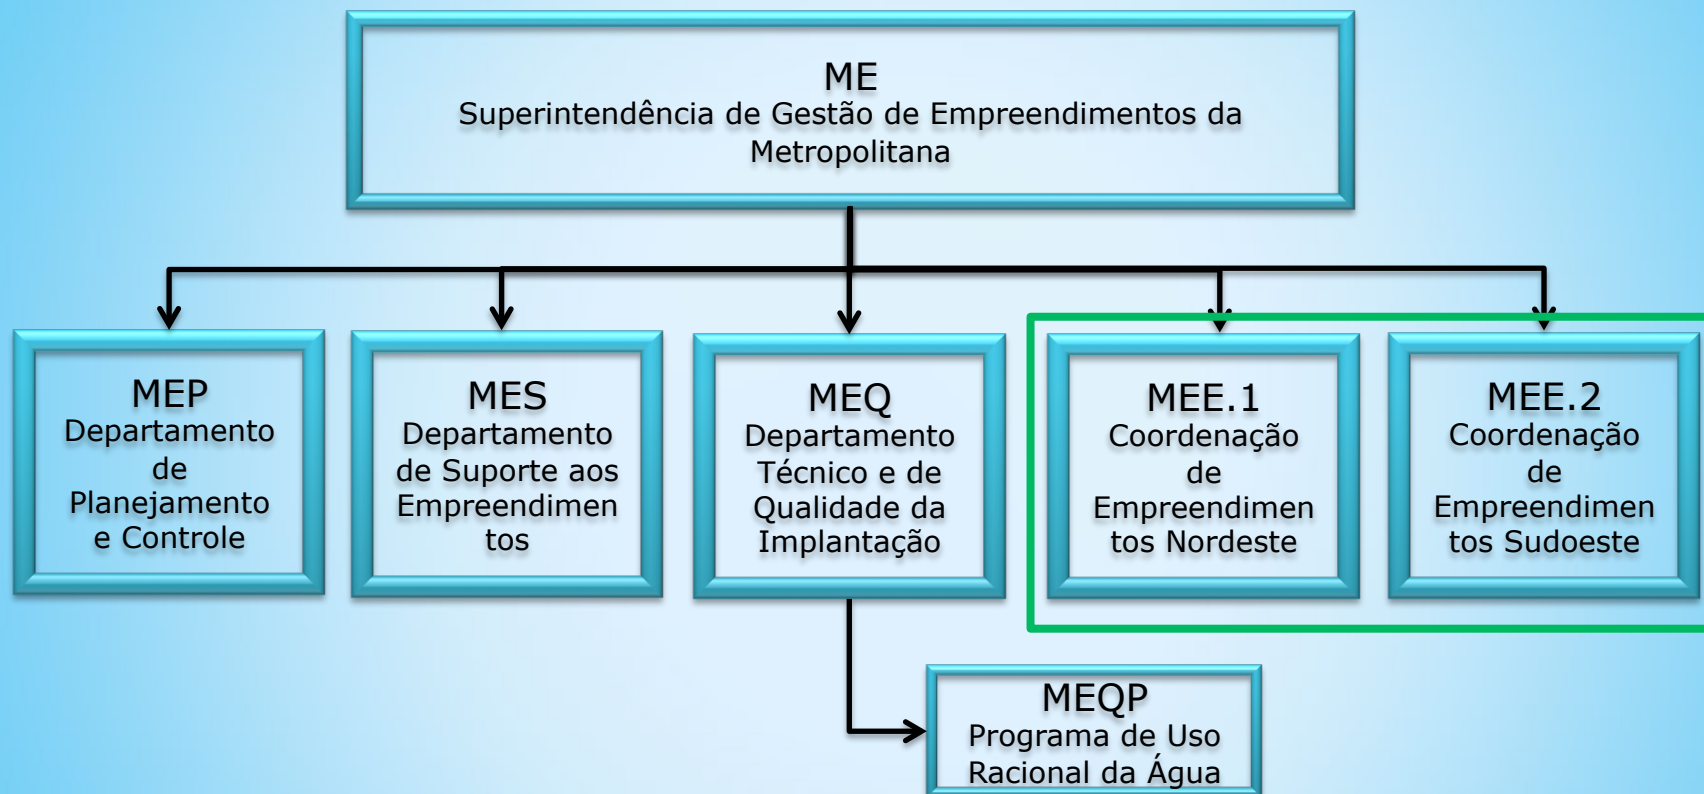 ME
Superintendência de Gestão de Empreendimentos da
Metropolitana
MEP
Departamento
de
Planejamento
e Controle
MES
Departamento
de Suporte aos
Empreendimen
tos
MEQ
Departamento
Técnico e de
Qualidade da
Implantação
MEE.1
Coordenação
de
Empreendimen
tos Nordeste
MEE.2
Coordenação
de
Empreendimen
tos Sudoeste
MEQP
Programa de Uso
Racional da Água